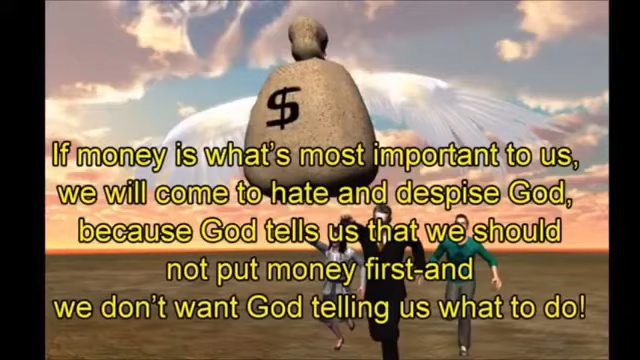 $
If money is what's most important to us,
we will come to hate and despise God,
because God tells us that we should
not put money first-and
we don't want God telling us what to do!